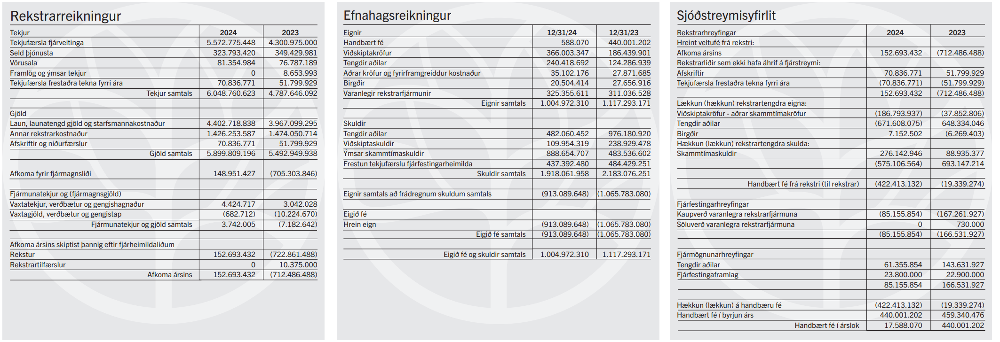 Rekstrarreikningur
Tekjur 2024 2023
Tekjufærsla fjárveitinga 5.572.775.448 4.300.975.000
Seld þjónusta 323.793.420 349.429.981
Vörusala 81.354.984 76.787.189
Framlög og ýmsar tekjur 0 8.653.993
Tekjufærsla frestaðra tekna fyrri ára 70.836.771 51.799.929
Tekjur samtals 6.048.760.623 4.787.646.092
Gjöld
Laun, launatengd gjöld og starfsmannakostnaður 4.402.718.838 3.967.099.295
Annar rekstrarkostnaður 1.426.253.587 1.474.050.714
Afskriftir og niðurfærslur 70.836.771 51.799.929
Gjöld samtals 5.899.809.196 5.492.949.938
Afkoma fyrir fjármagnsliði 148.951.427 (705.303.846)
Fjármunatekjur og (fjármagnsgjöld)
Vaxtatekjur, verðbætur og gengishagnaður 4.424.717 3.042.028
Vaxtagjöld, verðbætur og gengistap (682.712) (10.224.670)
Fjármunatekjur og gjöld samtals 3.742.005 (7.182.642)
Afkoma ársins skiptist þannig eftir fjárheimildaliðum
Rekstur 152.693.432 (722.861.488)
Rekstrartilfærslur 0 10.375.000
Afkoma ársins 152.693.432 (712.486.488)
Efnahagsreikningur
Eignir 12/31/24 12/31/23
Handbært fé 588.070 440.001.202
Viðskiptakröfur 366.003.347 186.439.901
Tengdir aðilar 240.418.692 124.286.939
Aðrar kröfur og fyrirframgreiddur kostnaður 35.102.176 27.871.685
Birgðir 20.504.414 27.656.916
Varanlegir rekstrarfjármunir 325.355.611 311.036.528
Eignir samtals 1.004.972.310 1.117.293.171
Skuldir
Tengdir aðilar 482.060.452 976.180.920
Viðskiptaskuldir 109.954.319 238.929.478
Ýmsar skammtímaskuldir 888.654.707 483.536.602
Frestun tekjufærslu fjárfestingarheimilda 437.392.480 484.429.251
Skuldir samtals 1.918.061.958 2.183.076.251
Eignir samtals að frádregnum skuldum samtals (913.089.648) (1.065.783.080)
Eigið fé
Hrein eign (913.089.648) (1.065.783.080)
Eigið fé samtals (913.089.648) (1.065.783.080)
Eigið fé og skuldir samtals 1.004.972.310 1.117.293.171
Sjóðstreymisyfirlit
Rekstrarhreyfingar 2024 2023
Hreint veltufé frá rekstri:
Afkoma ársins 152.693.432 (712.486.488)
Rekstrarliðir sem ekki hafa áhrif á fjárstreymi:
Afskriftir 70.836.771 51.799.929
Tekjufærsla frestaðra tekna fyrri ára (70.836.771) (51.799.929)
152.693.432 (712.486.488)
Lækkun (hækkun) rekstrartengdra eigna:
Viðskiptakröfur - aðrar skammtímakröfur (186.793.937) (37.852.806)
Tengdir aðilar (671.608.075) 648.334.046
Birgðir 7.152.502 (6.269.403)
Hækkun (lækkun) rekstrartengdra skulda:
Skammtímaskuldir 276.142.946 88.935.377
(575.106.564) 693.147.214
Handbært fé frá rekstri (til rekstrar) (422.413.132) (19.339.274)
Fjárfestingarhreyfingar
Kaupverð varanlegra rekstrarfjármuna (85.155.854) (167.261.927)
Söluverð varanlegra rekstrarfjármuna 0 730.000
(85.155.854) (166.531.927)
Fjármögnunarhreyfingar
Tengdir aðilar 61.355.854 143.631.927
Fjárfestingaframlag 23.800.000 22.900.000
85.155.854 166.531.927
Hækkun (lækkun) á handbæru fé (422.413.132) (19.339.274)
Handbært fé í byrjun árs 440.001.202 459.340.476
Handbært fé í árslok 17.588.070 440.001.202